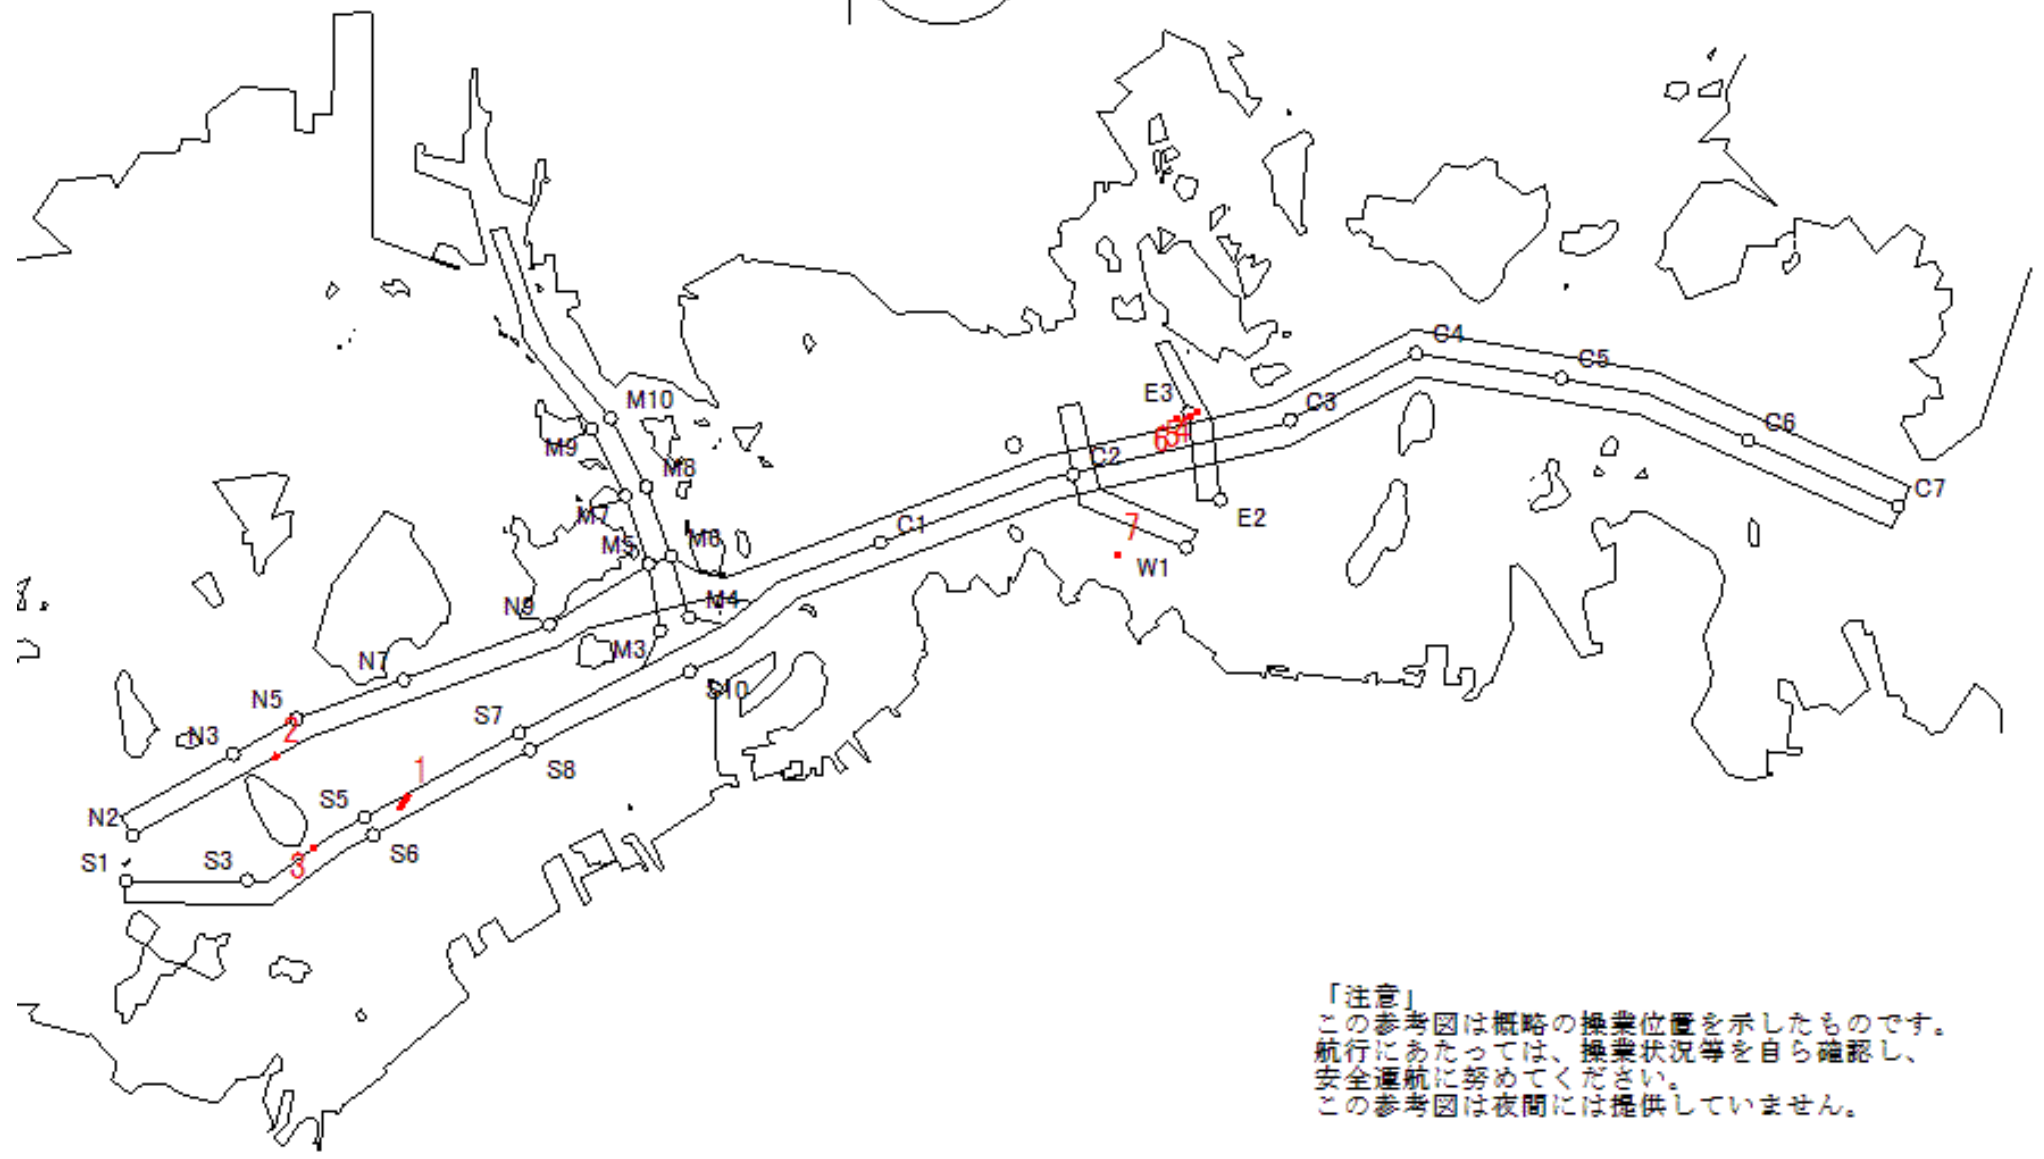 C4
C5
M10
E3
C3
C6
M9
654
M8
C2
C7
M7
E2
7
M5
M6
C1
W1
N9
M4
M3
N7
S10
N5
S7
2
N3
1
S8
S5
N2
S1
S3
3
S6
「注意」
この参考図は概略の操業位置を示したものです。
航行にあたっては、操業状況等を自ら確認し、
安全運航に努めてください。
この参考図は夜間には提供していません。